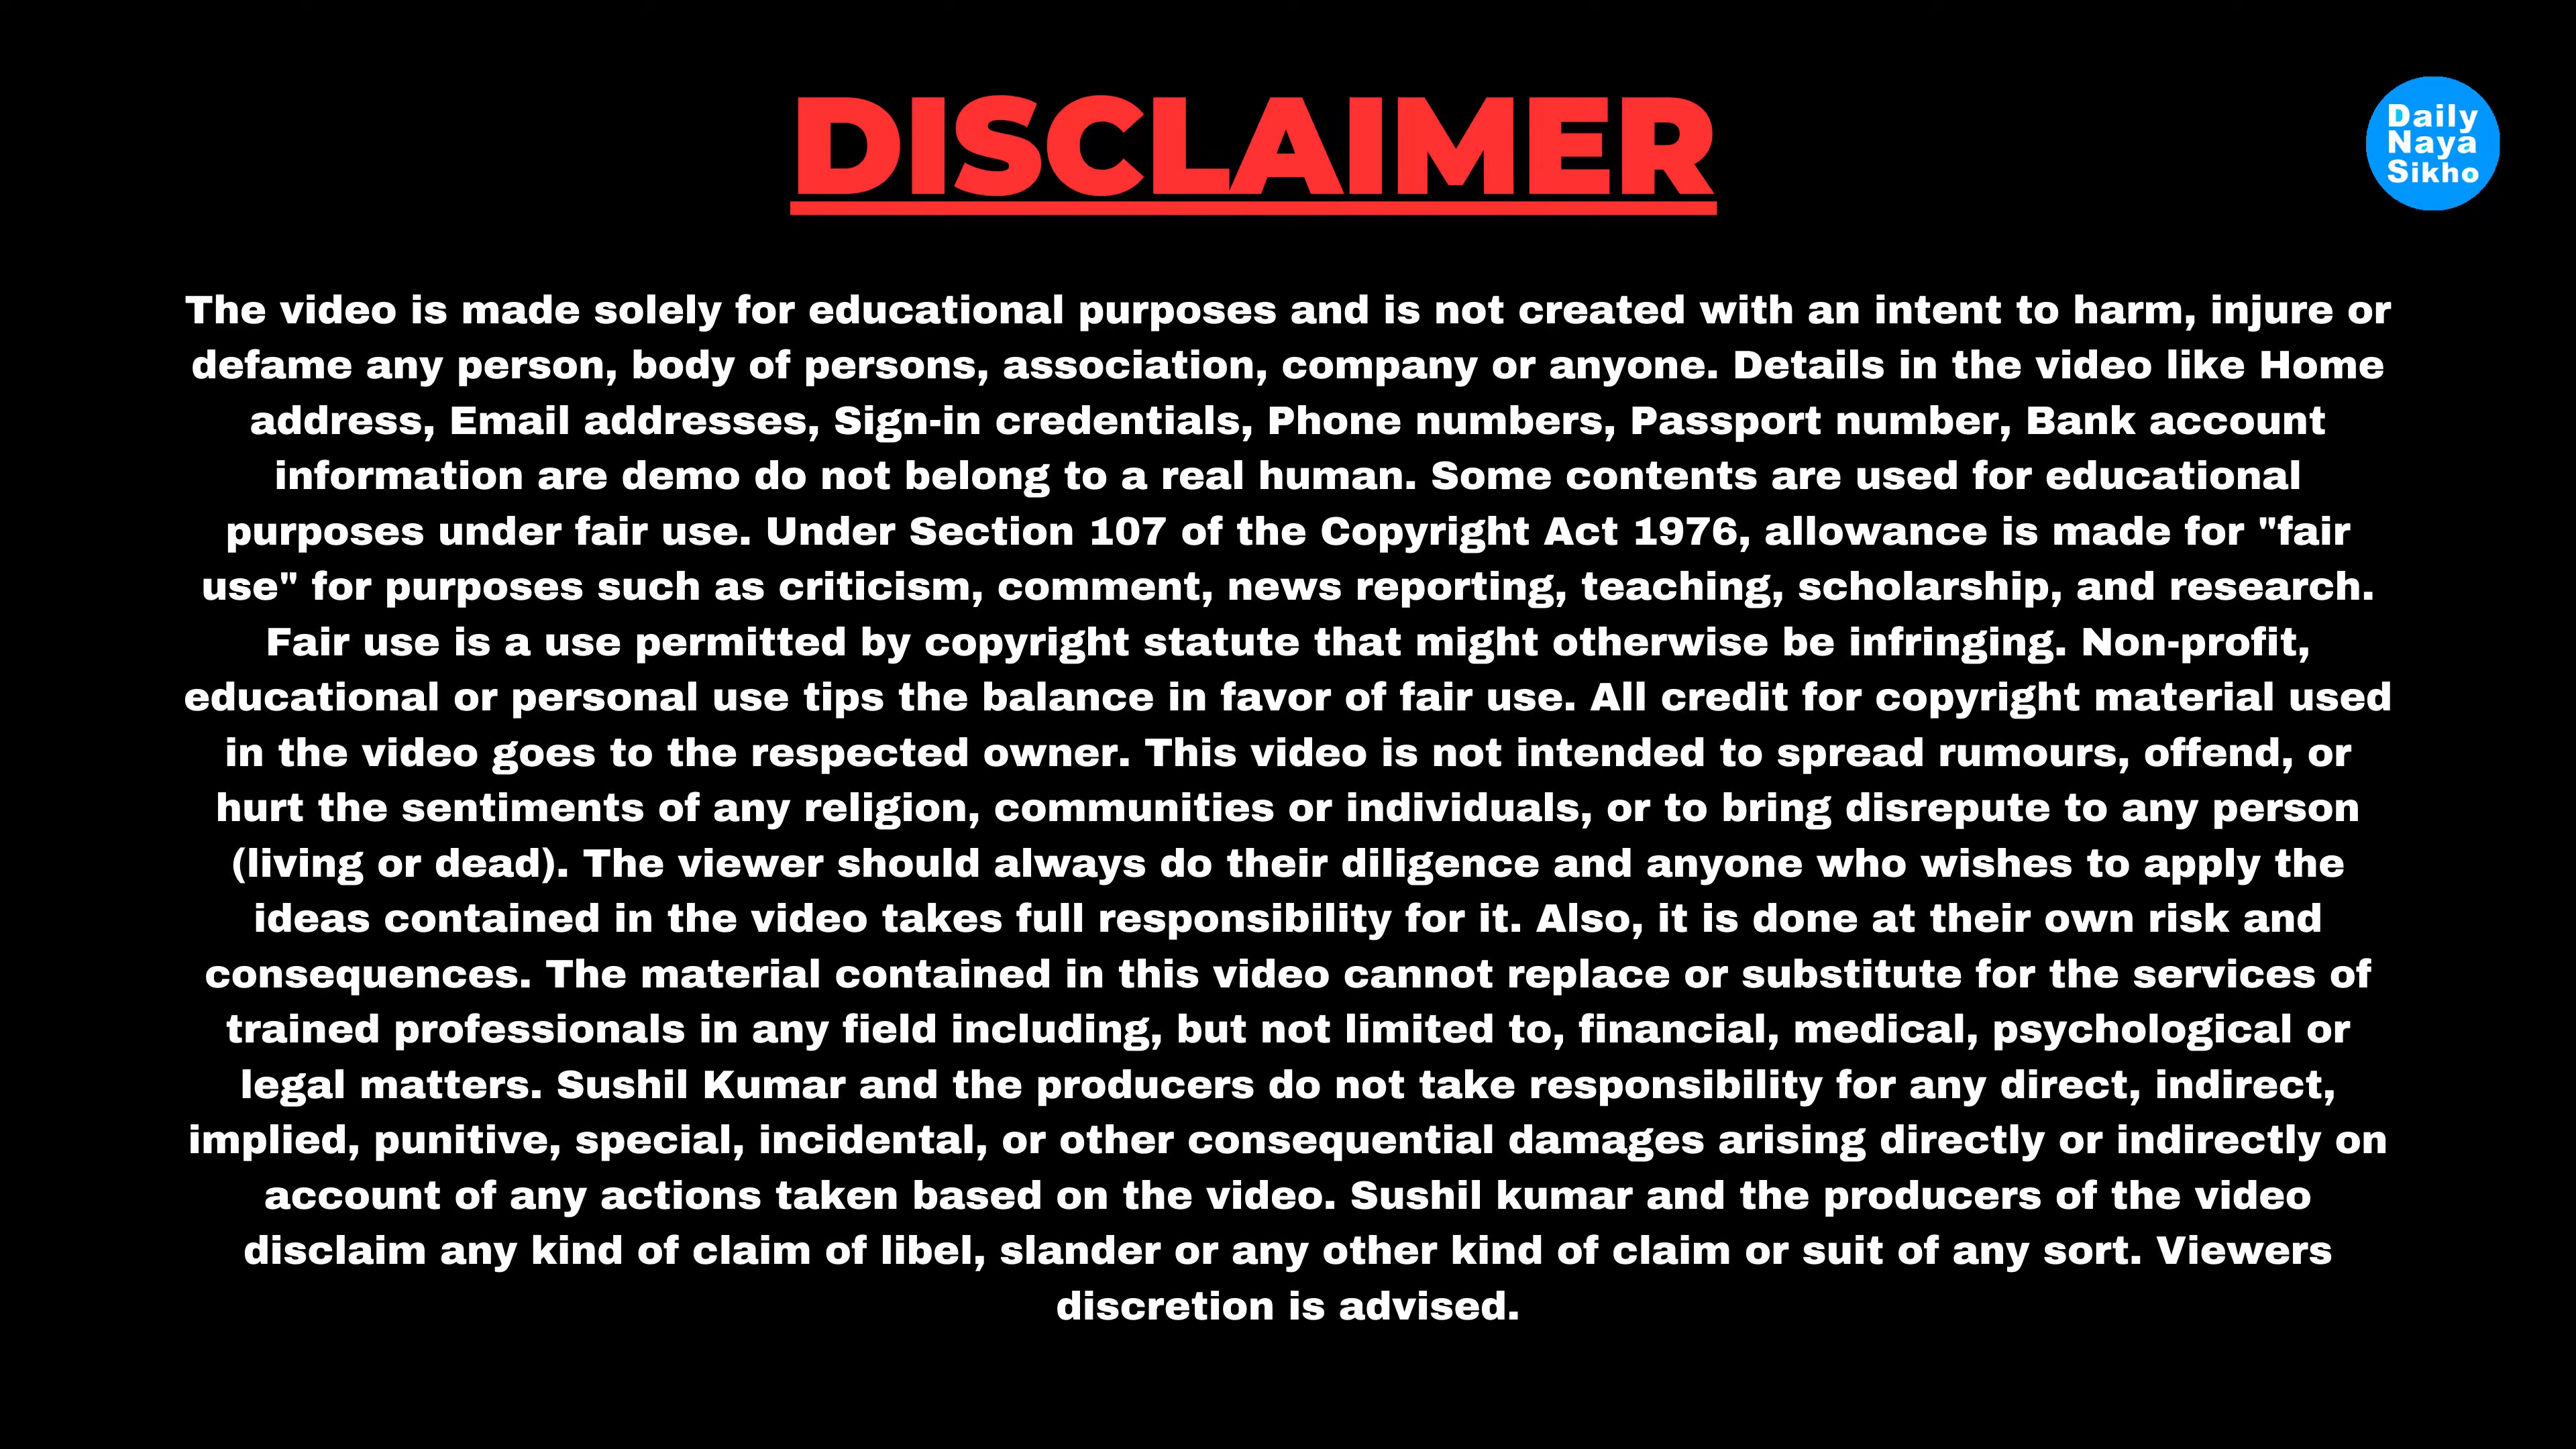 DISCLAIMER
Daily
Naya
Sikho
The video is made solely for educational purposes and is not created with an intent to harm, injure or
defame any person, body of persons, association, company or anyone. Details in the video like Home
address, Email addresses, Sign-in credentials, Phone numbers, Passport number, Bank account
information are demo do not belong to a real human. Some contents are used for educational
purposes under fair use. Under Section 107 of the Copyright Act 1976, allowance is made for "fair
use" for purposes such as criticism, comment, news reporting, teaching, scholarship, and research.
Fair use is a use permitted by copyright statute that might otherwise be infringing. Non-profit,
educational or personal use tips the balance in favor of fair use. All credit for copyright material used
in the video goes to the respected owner. This video is not intended to spread rumours, offend, or
hurt the sentiments of any religion, communities or individuals, or to bring disrepute to any person
(living or dead). The viewer should always do their diligence and anyone who wishes to apply the
ideas contained in the video takes full responsibility for it. Also, it is done at their own risk and
consequences. The material contained in this video cannot replace or substitute for the services of
trained professionals in any field including, but not limited to, financial, medical, psychological or
legal matters. Sushil Kumar and the producers do not take responsibility for any direct, indirect,
implied, punitive, special, incidental, or other consequential damages arising directly or indirectly on
account of any actions taken based on the video. Sushil kumar and the producers of the video
disclaim any kind of claim of libel, slander or any other kind of claim or suit of any sort. Viewers
discretion is advised.